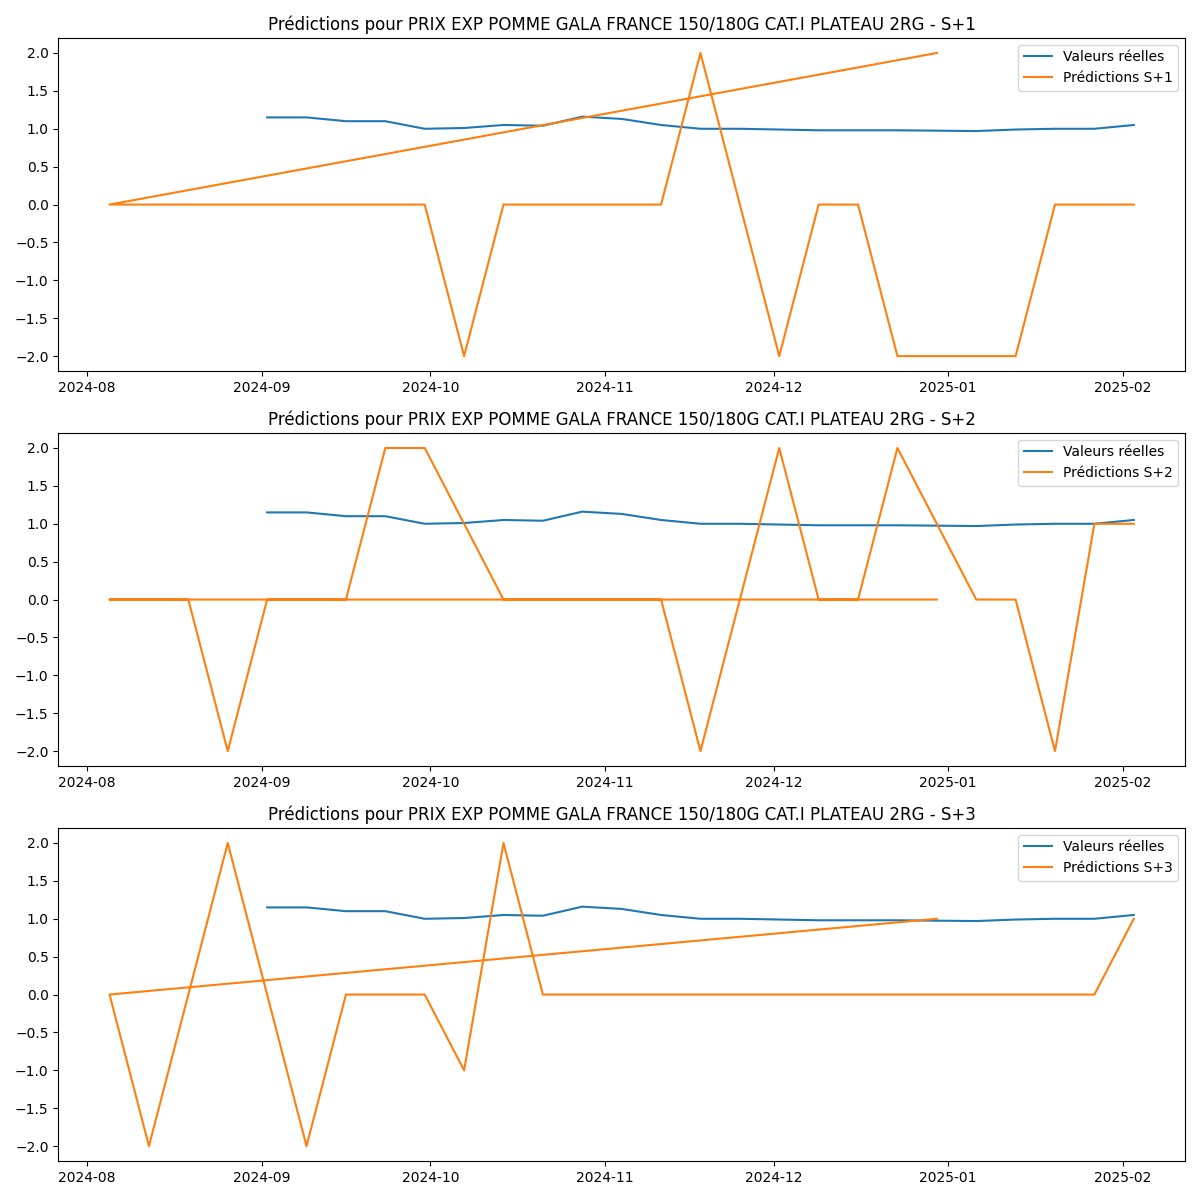 Prédictions pour PRIX EXP POMME GALA FRANCE 150/180G CAT.I PLATEAU 2RG - S+1
2.0
1.5
1.0
0.5
0.0
−0.5
−1.0
−1.5
−2.0
Valeurs réelles
Prédictions S+1
2024-08 2024-09 2024-10 2024-11 2024-12 2025-01 2025-02
Prédictions pour PRIX EXP POMME GALA FRANCE 150/180G CAT.I PLATEAU 2RG - S+2
2.0
1.5
1.0
0.5
0.0
−0.5
−1.0
−1.5
−2.0
Valeurs réelles
Prédictions S+2
2024-08 2024-09 2024-10 2024-11 2024-12 2025-01 2025-02
Prédictions pour PRIX EXP POMME GALA FRANCE 150/180G CAT.I PLATEAU 2RG - S+3
2.0
1.5
1.0
0.5
0.0
−0.5
−1.0
−1.5
−2.0
Valeurs réelles
Prédictions S+3
2024-08 2024-09 2024-10 2024-11 2024-12 2025-01 2025-02